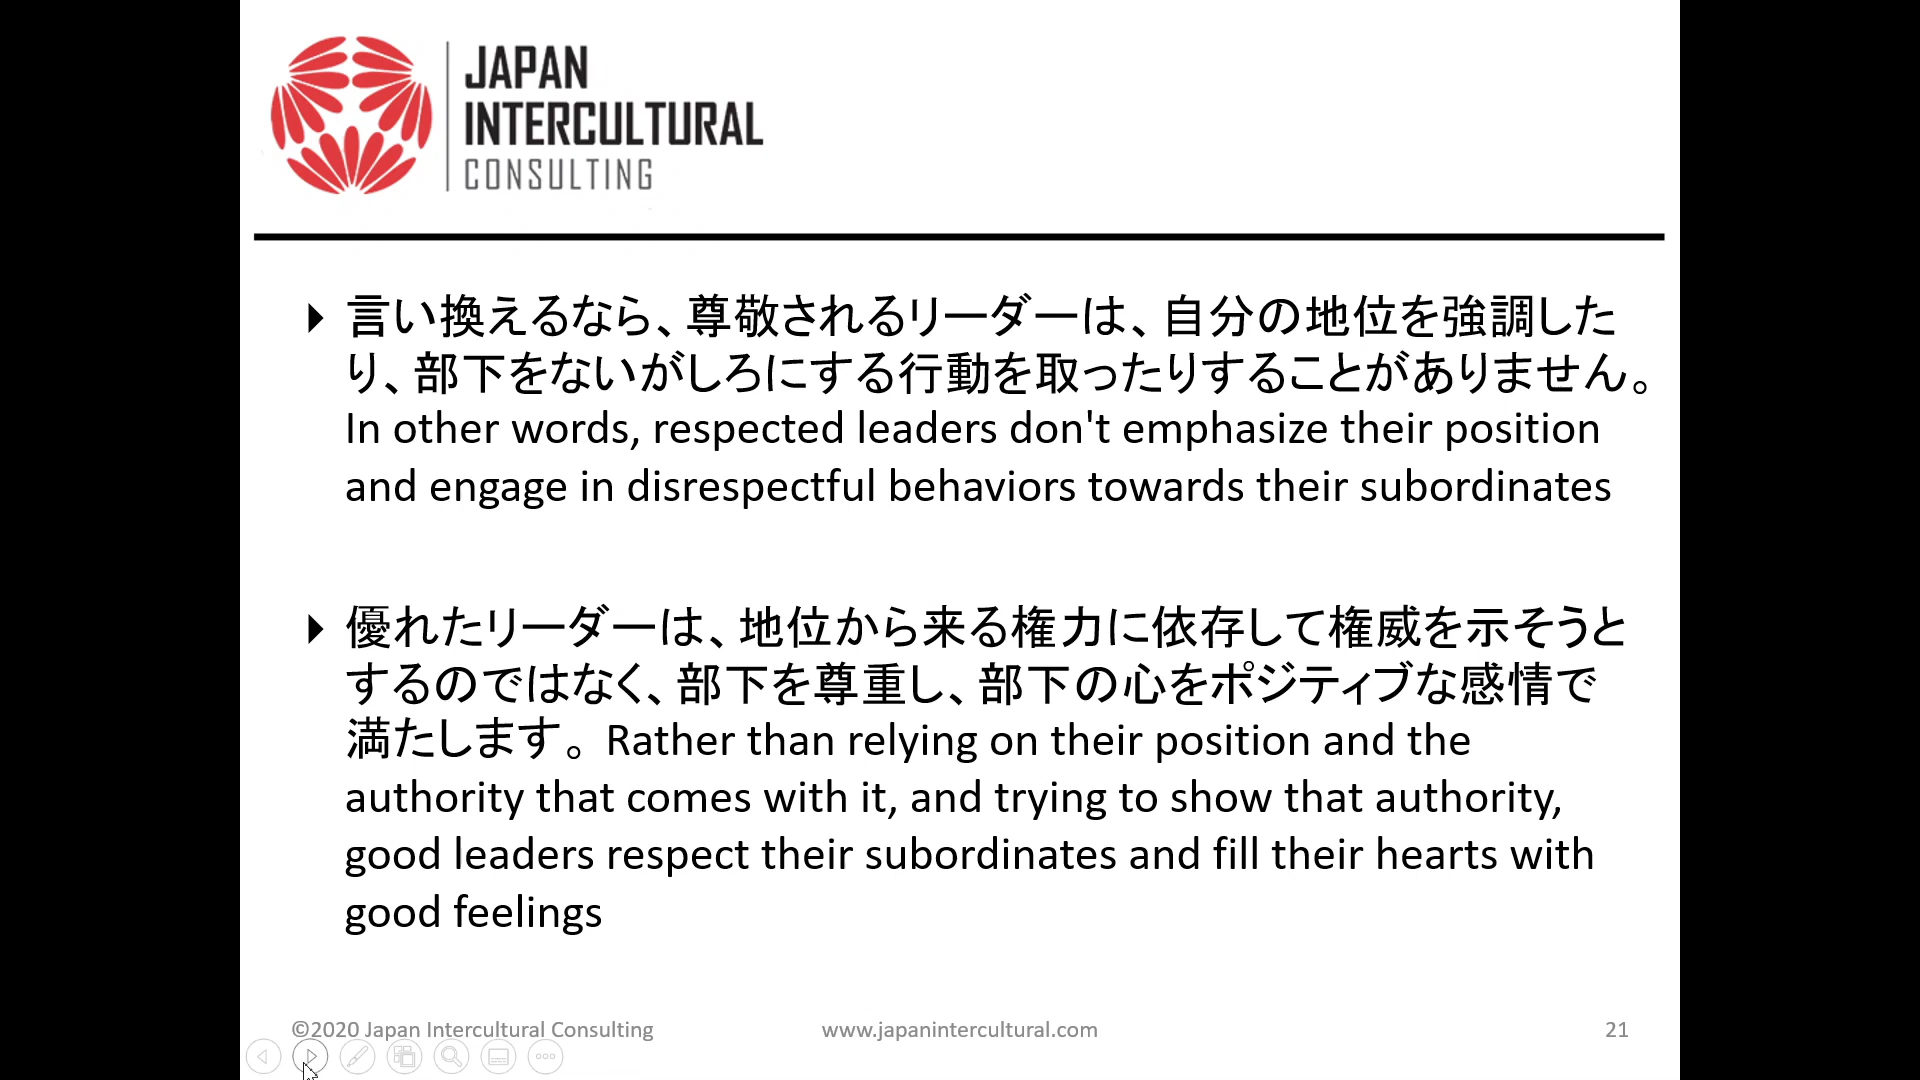 JAPAN
INTERCULTURAL
CONSULTING
言い換えるなら、尊敬されるリーダーは、自分の地位を強調した
り、部下をないがしろにする行動を取ったりすることがありません。
In other words, respected leaders don't emphasize their position
and engage in disrespectful behaviors towards their subordinates
優れたリーダーは、地位から来る権力に依存して権威を示そうと
するのではなく、部下を尊重し、部下の心をポジティブな感情で
満たします。 Rather than relying on their position and the
authority that comes with it, and trying to show that authority,
good leaders respect their subordinates and fill their hearts with
good feelings
©2020 Japan Intercultural Consulting
www.japanintercultural.com
21